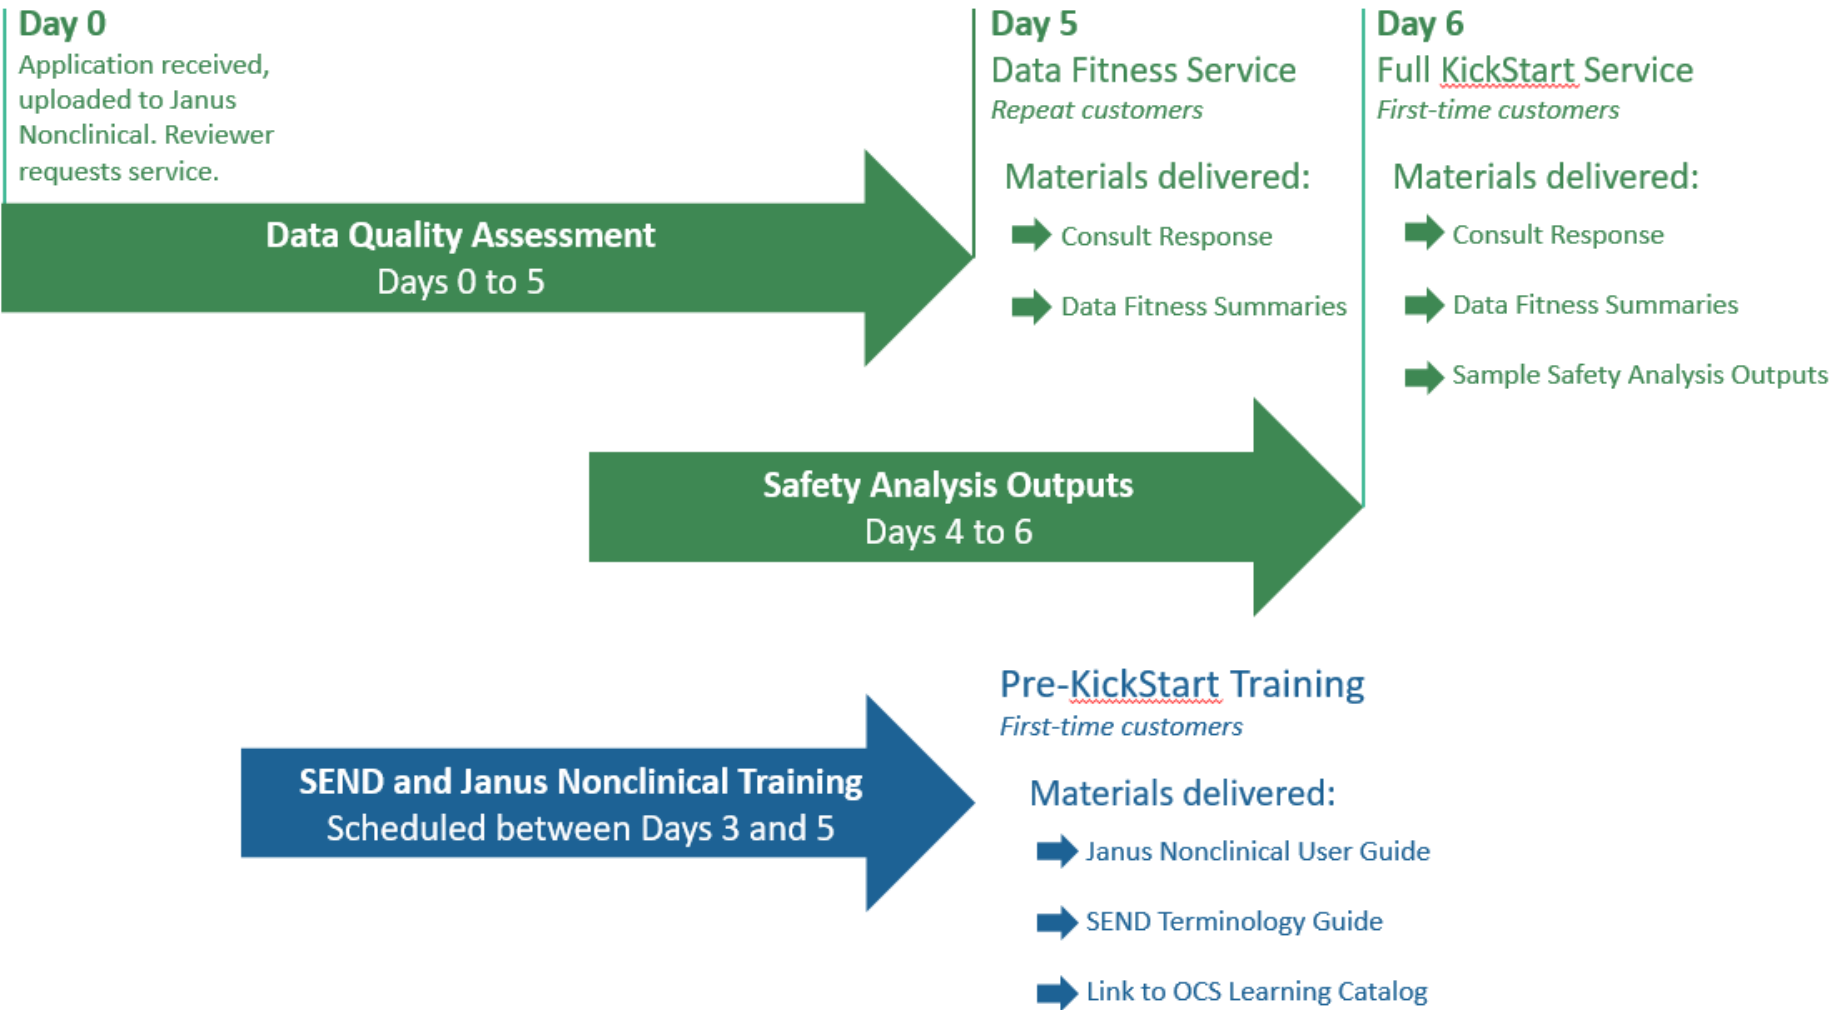 Day 0
Application received,
uploaded to Janus
Nonclinical. Reviewer
requests service.
Data Quality Assessment
Days 0 to 5
Day 5
Data Fitness Service
Repeat customers
Materials delivered:
Consult Response
Data Fitness Summaries
Day 6
Full KickStart Service
First-time customers
Materials delivered:
Consult Response
Data Fitness Summaries
Sample Safety Analysis Outputs
Safety Analysis Outputs
Days 4 to 6
SEND and Janus Nonclinical Training
Scheduled between Days 3 and 5
Pre-KickStart Training
First-time customers
Materials delivered:
Janus Nonclinical User Guide
SEND Terminology Guide
Link to OCS Learning Catalog